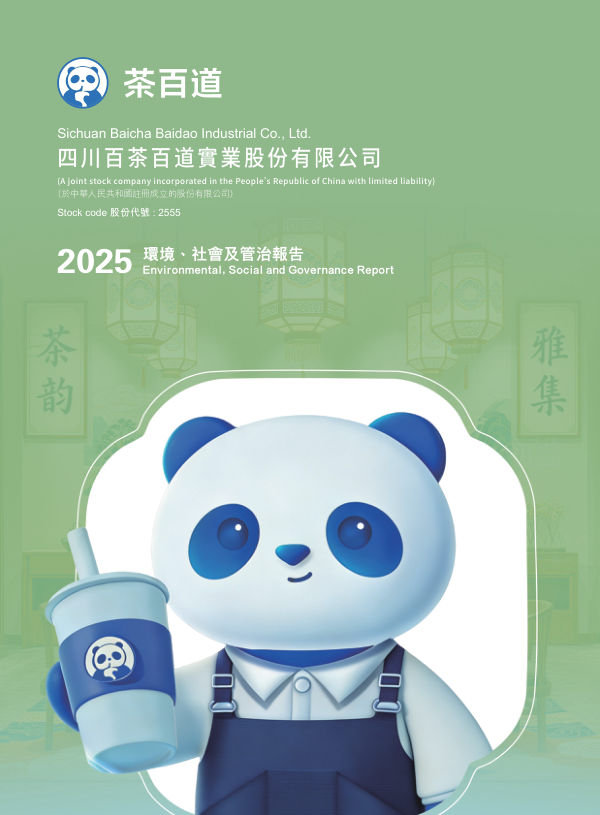 茶百道
Sichuan Baicha Baidao Industrial Co., Ltd.
四川百茶百道實業股份有限公司
(A joint stock company incorporated in the People's Republic of China with limited liability)
(於中華人民共和國註冊成立的股份有限公司)
Stock code 股份代號 : 2555
2025 環境、社會及管治報告
Environmental, Social and Governance Report
茶韵
雅集